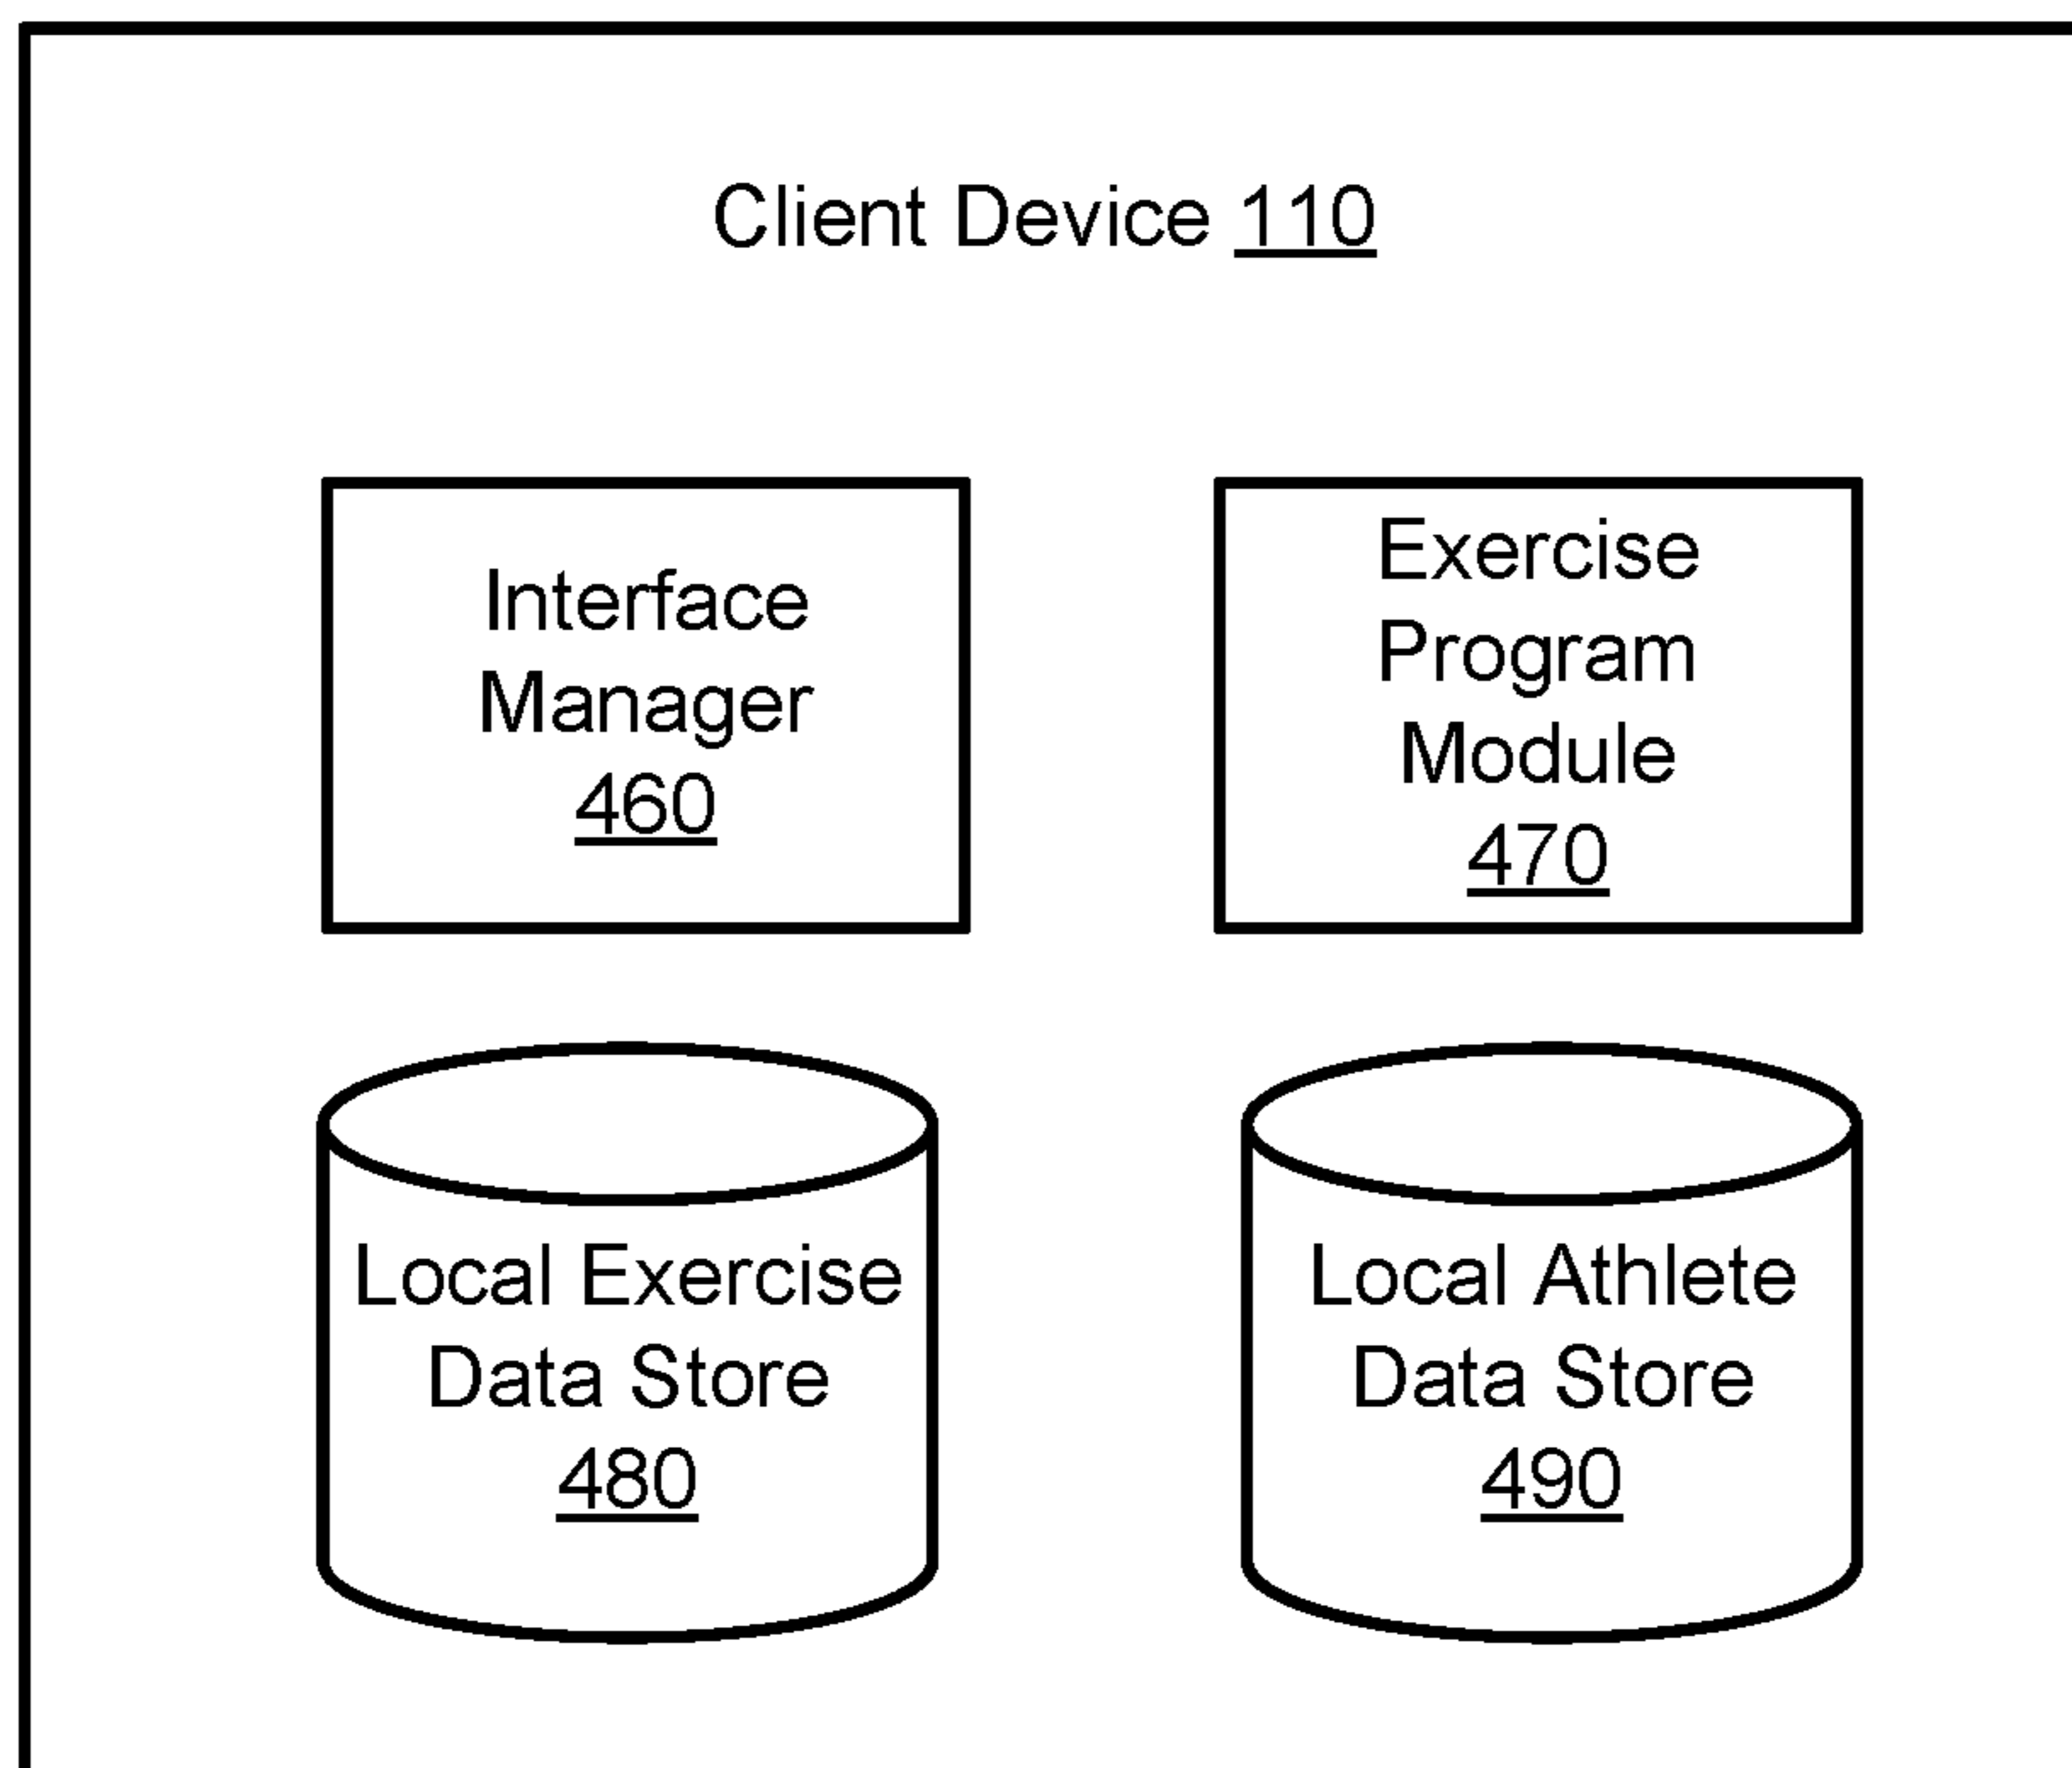 Client Device 110
Interface
Manager
460
Exercise
Program
Module
470
Local Exercise
Data Store
480
Local Athlete
Data Store
490